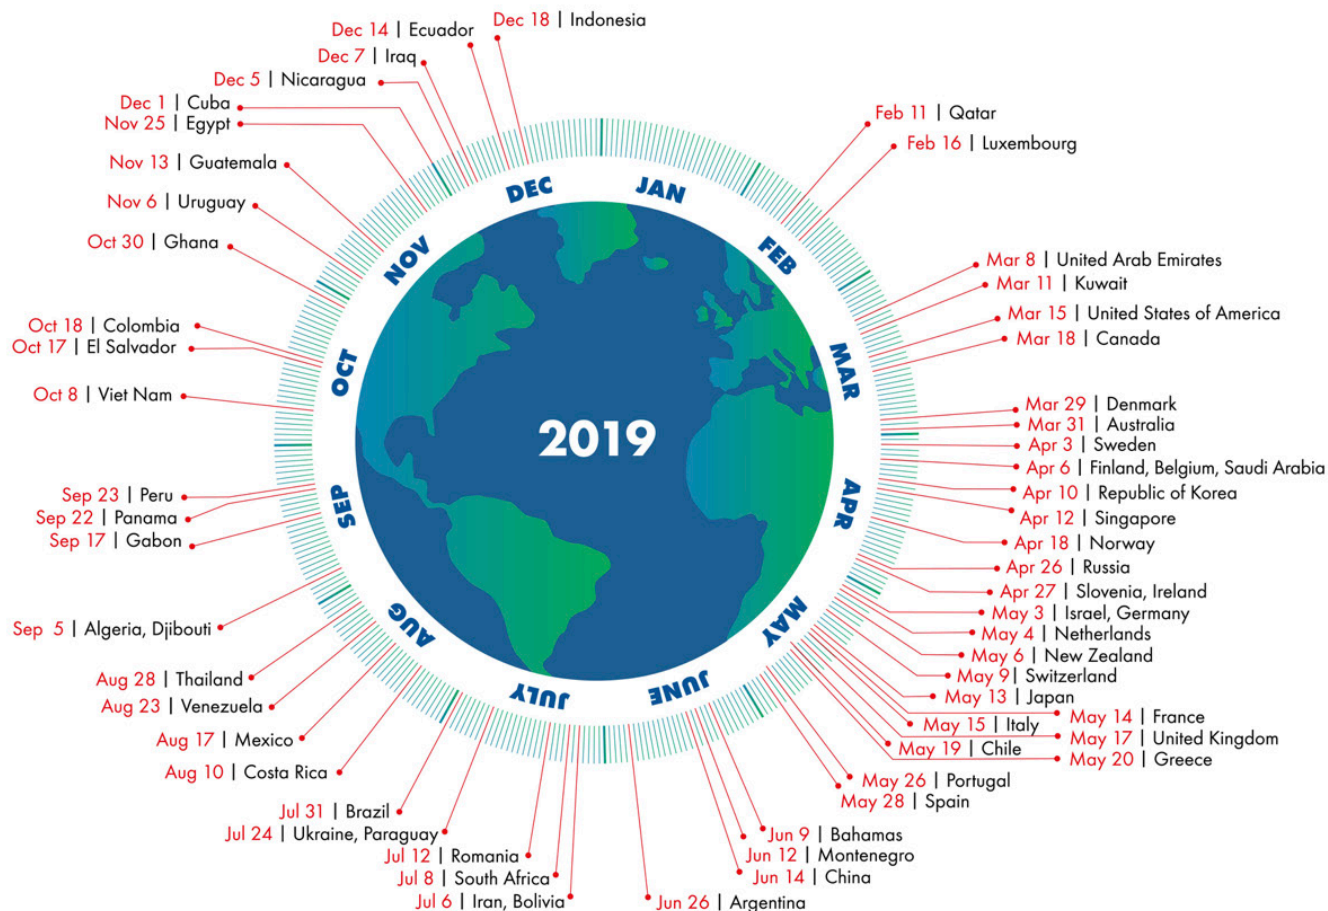 Dec 18 | Indonesia
Dec 14 | Ecuador
Dec 7 | Iraq
Dec 5 | Nicaragua
Dec 1 | Cuba
Nov 25 | Egypt
Nov 13 | Guatemala
Nov 6 | Uruguay
Oct 30 | Ghana
Oct 18 | Colombia
Oct 17 | El Salvador
Oct 8 | Viet Nam
Sep 23 | Peru
Sep 22 | Panama
Sep 17 | Gabon
Sep 5 | Algeria, Djibouti
Aug 28 | Thailand
Aug 23 | Venezuela
Aug 17 | Mexico
Aug 10 | Costa Rica
Jul 31 | Brazil
Jul 24 | Ukraine, Paraguay
Jul 12 | Romania
Jul 8 | South Africa
Jul 6 | Iran, Bolivia
Feb 11 | Qatar
Feb 16 | Luxembourg
Mar 8 | United Arab Emirates
Mar 11 | Kuwait
Mar 15 | United States of America
Mar 18 | Canada
Mar 29 | Denmark
Mar 31 | Australia
Apr 3 | Sweden
Apr 6 | Finland, Belgium, Saudi Arabia
Apr 10 | Republic of Korea
Apr 12 | Singapore
Apr 18 | Norway
Apr 26 | Russia
Apr 27 | Slovenia, Ireland
May 3 | Israel, Germany
May 4 | Netherlands
May 6 | New Zealand
May 9 | Switzerland
May 13 | Japan
May 14 | France
May 15 | Italy
May 17 | United Kingdom
May 19 | Chile
May 20 | Greece
May 26 | Portugal
May 28 | Spain
Jun 9 | Bahamas
Jun 12 | Montenegro
Jun 14 | China
Jun 26 | Argentina
JAN
FEB
MAR
APR
MAY
JUNE
JULY
AUG
SEP
OCT
NOV
DEC
2019